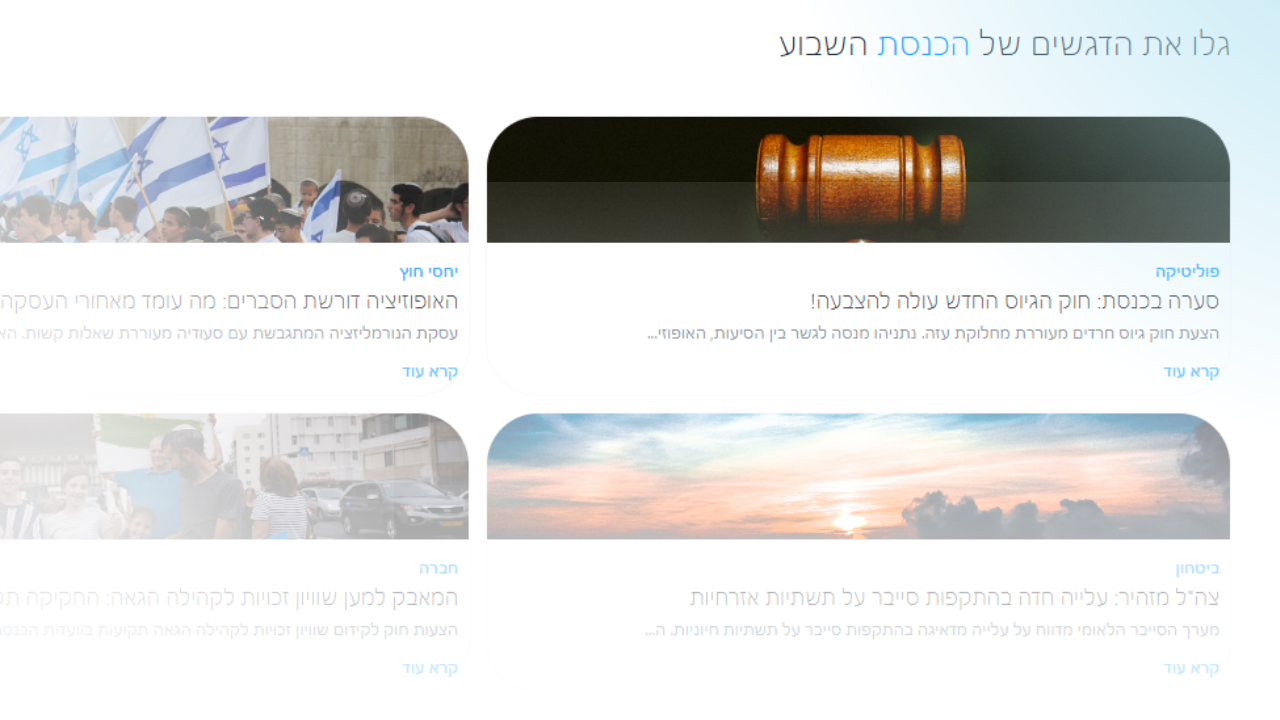 גלו את הדגשים של הכנסת השבוע
פוליטיקה
סערה בכנסת: חוק הגיוס החדש עולה להצבעה!
הצעת חוק גיוס חרדים מעוררת מחלוקת עזה. נתניהו מנסה לגשר בין הסיעות, האופוזי...
קרא עוד
יחסי חוץ
האופוזיציה דורשת הסברים: מה עומד מאחורי העסקה
עסקת הנורמליזציה המתגבשת עם סעודיה מעוררת שאלות קשות. הא
קרא עוד
ביטחון
צה"ל מזהיר: עלייה חדה בהתקפות סייבר על תשתיות אזרחיות
מערך הסייבר הלאומי מדווח על עלייה מדאיגה בהתקפות סייבר על תשתיות חיוניות. ה...
קרא עוד
חברה
המאבק למען שוויון זכויות לקהילה הגאה: החקיקה
הצעות חוק לקידום שוויון זכויות לקהילה הגאה תקועות בוועדות הכנסת
קרא עוד